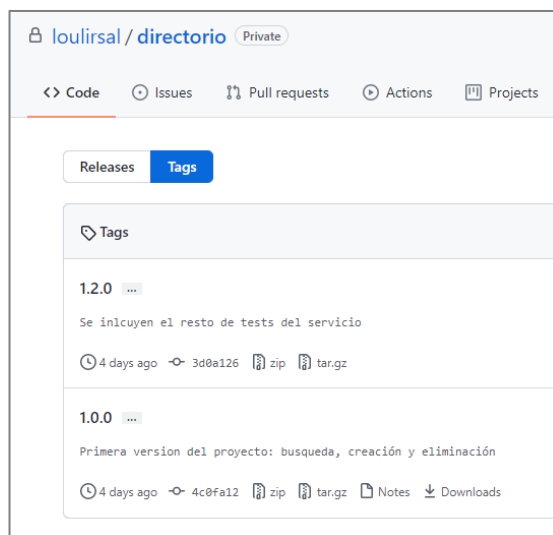 loulirsal / directorio Private
Code Issues Pull requests Actions Projects
Releases Tags
Tags
1.2.0 ...
Se inlcuyen el resto de tests del servicio
4 days ago 3d0a126 zip tar.gz
1.0.0 ...
Primera version del proyecto: busqueda, creación y eliminación
4 days ago 4c0fa12 zip tar.gz Notes Downloads